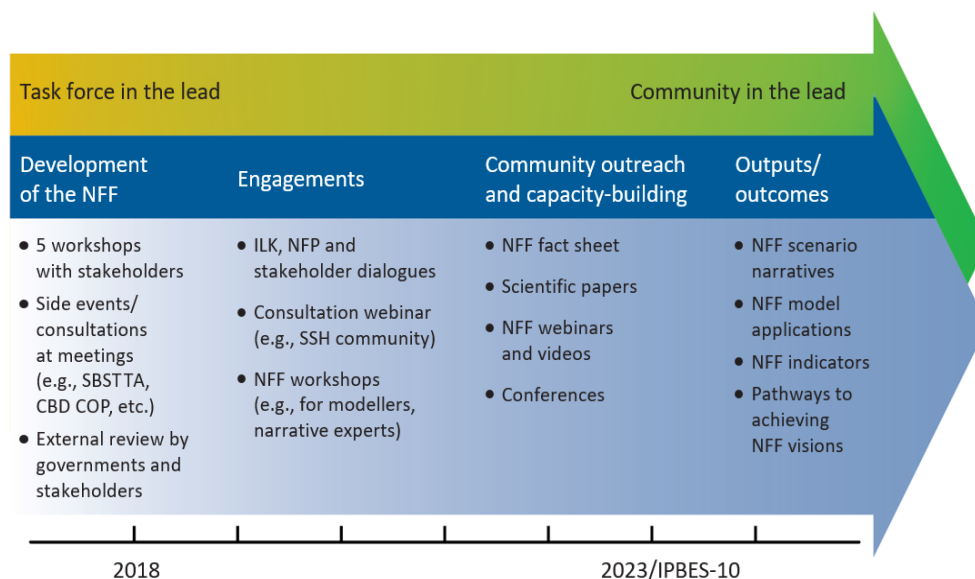 Task force in the lead
Community in the lead
Development
of the NFF
Engagements
Community outreach
and capacity-building
Outputs/
outcomes
• 5 workshops
with stakeholders
• Side events/
consultations
at meetings
(e.g., SBSTTA,
CBD COP, etc.)
• External review by
governments and
stakeholders
• ILK, NFP and
stakeholder dialogues
• Consultation webinar
(e.g., SSH community)
• NFF workshops
(e.g., for modellers,
narrative experts)
• NFF fact sheet
• Scientific papers
• NFF webinars
and videos
• Conferences
• NFF scenario
narratives
• NFF model
applications
• NFF indicators
• Pathways to
achieving
NFF visions
2018
2023/IPBES-10